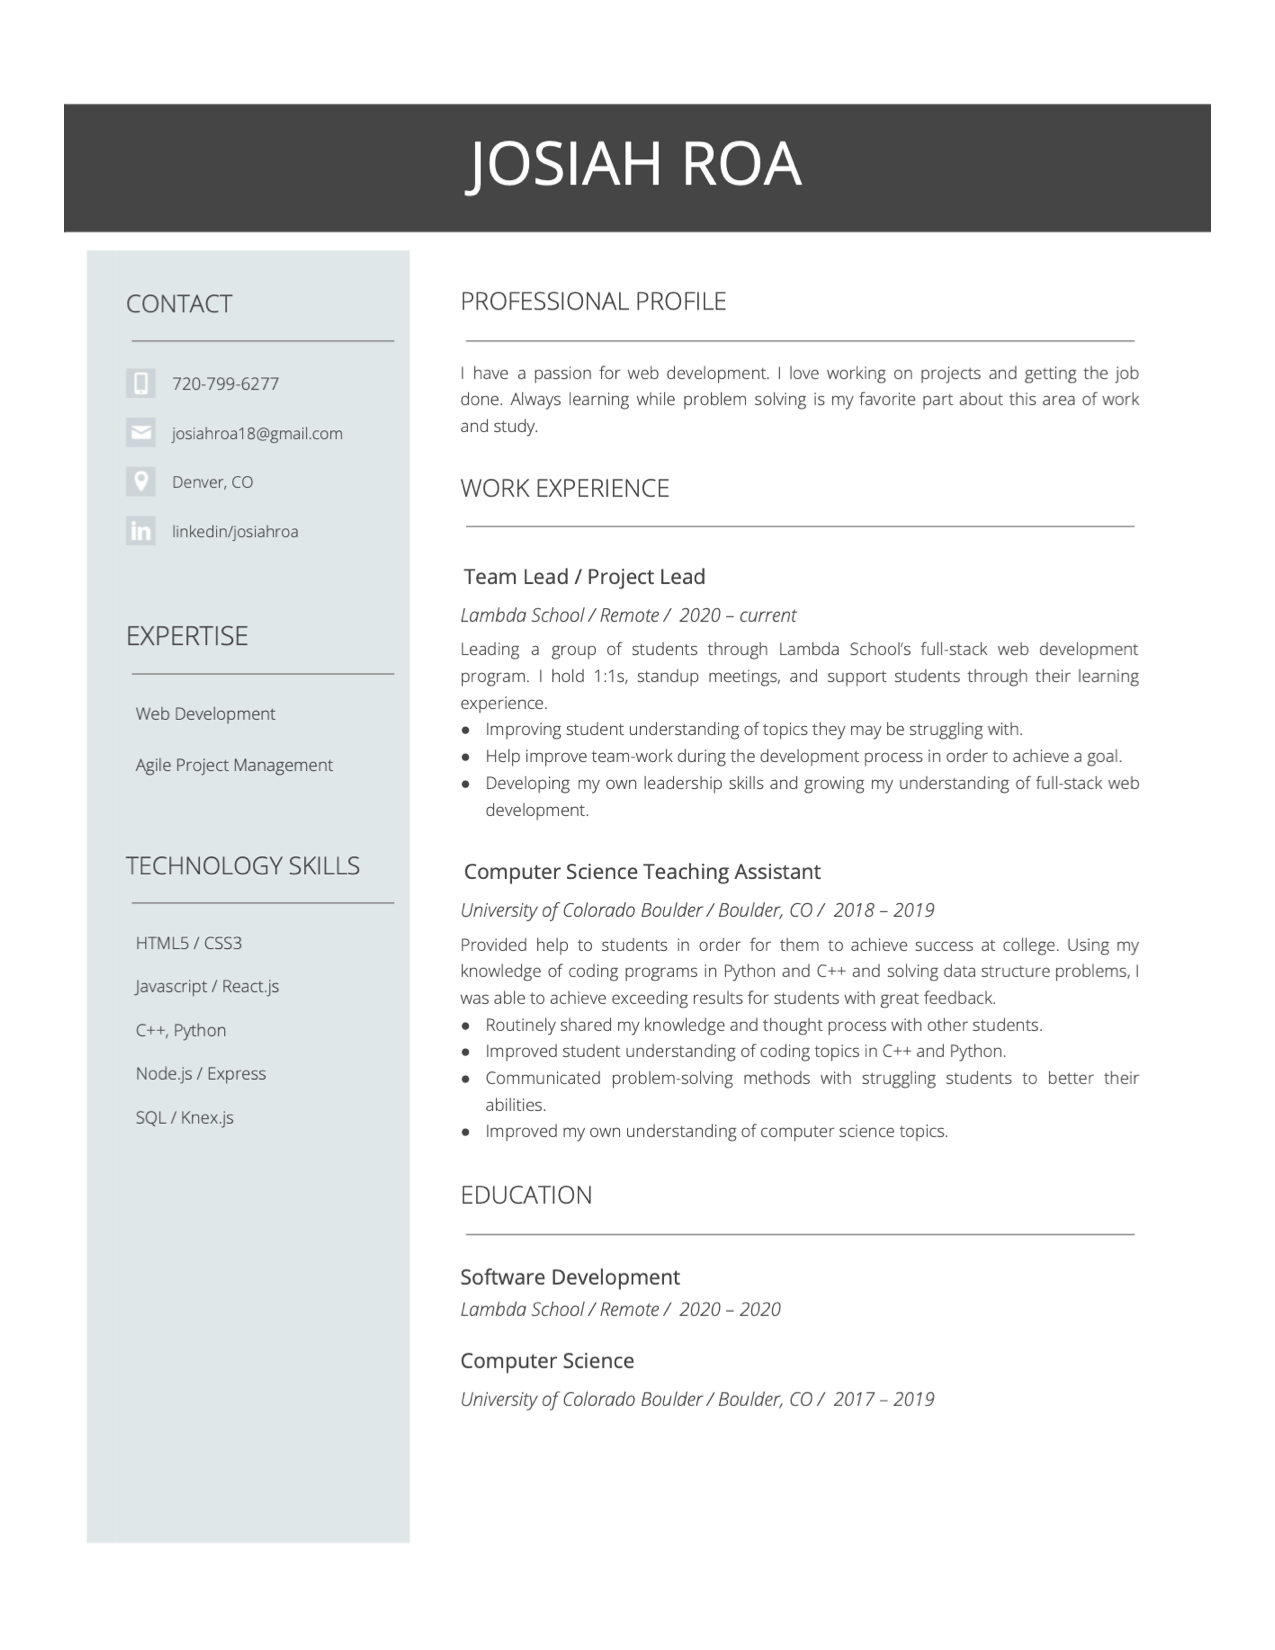 JOSIAH ROA
CONTACT
720-799-6277
josiahroa18@gmail.com
Denver, CO
linkedin/josiahroa
EXPERTISE
Web Development
Agile Project Management
TECHNOLOGY SKILLS
HTML5 / CSS3
Javascript / React.js
C++, Python
Node.js / Express
SQL / Knex.js
PROFESSIONAL PROFILE
I have a passion for web development. I love working on projects and getting the job
done. Always learning while problem solving is my favorite part about this area of work
and study.
WORK EXPERIENCE
Team Lead / Project Lead
Lambda School / Remote / 2020 – current
Leading a group of students through Lambda School's full-stack web development
program. I hold 1:1s, standup meetings, and support students through their learning
experience.
● Improving student understanding of topics they may be struggling with.
● Help improve team-work during the development process in order to achieve a goal.
● Developing my own leadership skills and growing my understanding of full-stack web
development.
Computer Science Teaching Assistant
University of Colorado Boulder / Boulder, CO / 2018 – 2019
Provided help to students in order for them to achieve success at college. Using my
knowledge of coding programs in Python and C++ and solving data structure problems, I
was able to achieve exceeding results for students with great feedback.
● Routinely shared my knowledge and thought process with other students.
● Improved student understanding of coding topics in C++ and Python.
● Communicated problem-solving methods with struggling students to better their
abilities.
● Improved my own understanding of computer science topics.
EDUCATION
Software Development
Lambda School / Remote / 2020 – 2020
Computer Science
University of Colorado Boulder / Boulder, CO / 2017 – 2019